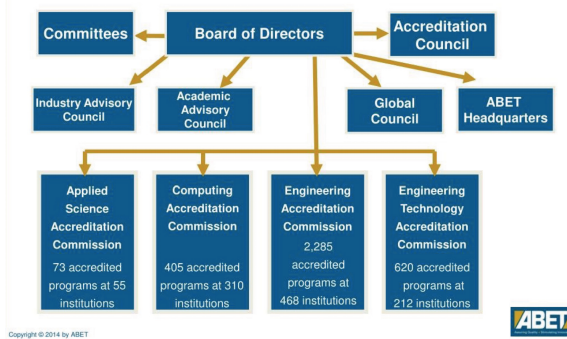 Committees
Board of Directors
Accreditation
Council
Industry Advisory
Council
Academic
Advisory
Council
Global
Council
ABET
Headquarters
Applied
Science
Accreditation
Commission
73 accredited
programs at 55
institutions
Computing
Accreditation
Commission
405 accredited
programs at 310
institutions
Engineering
Accreditation
Commission
2,285
accredited
programs at
468 institutions
Engineering
Technology
Accreditation
Commission
620 accredited
programs at
212 institutions
Copyright © 2014 by ABET
ABET